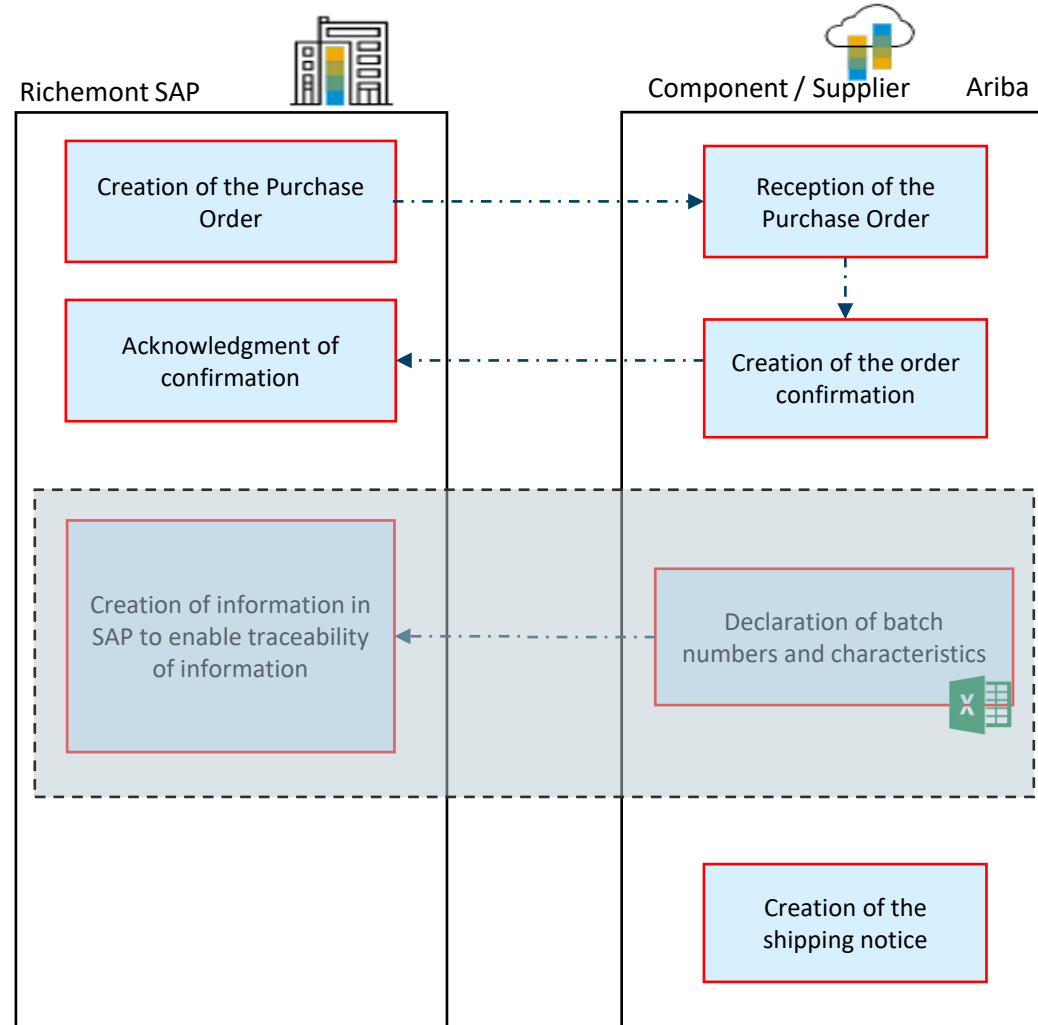 Richemont SAP
Component / Supplier
Ariba
Creation of the Purchase
Order
Reception of the
Purchase Order
Acknowledgment of
confirmation
Creation of the order
confirmation
Creation of information in
SAP to enable traceability
of information
Declaration of batch
numbers and characteristics
X
Creation of the
shipping notice